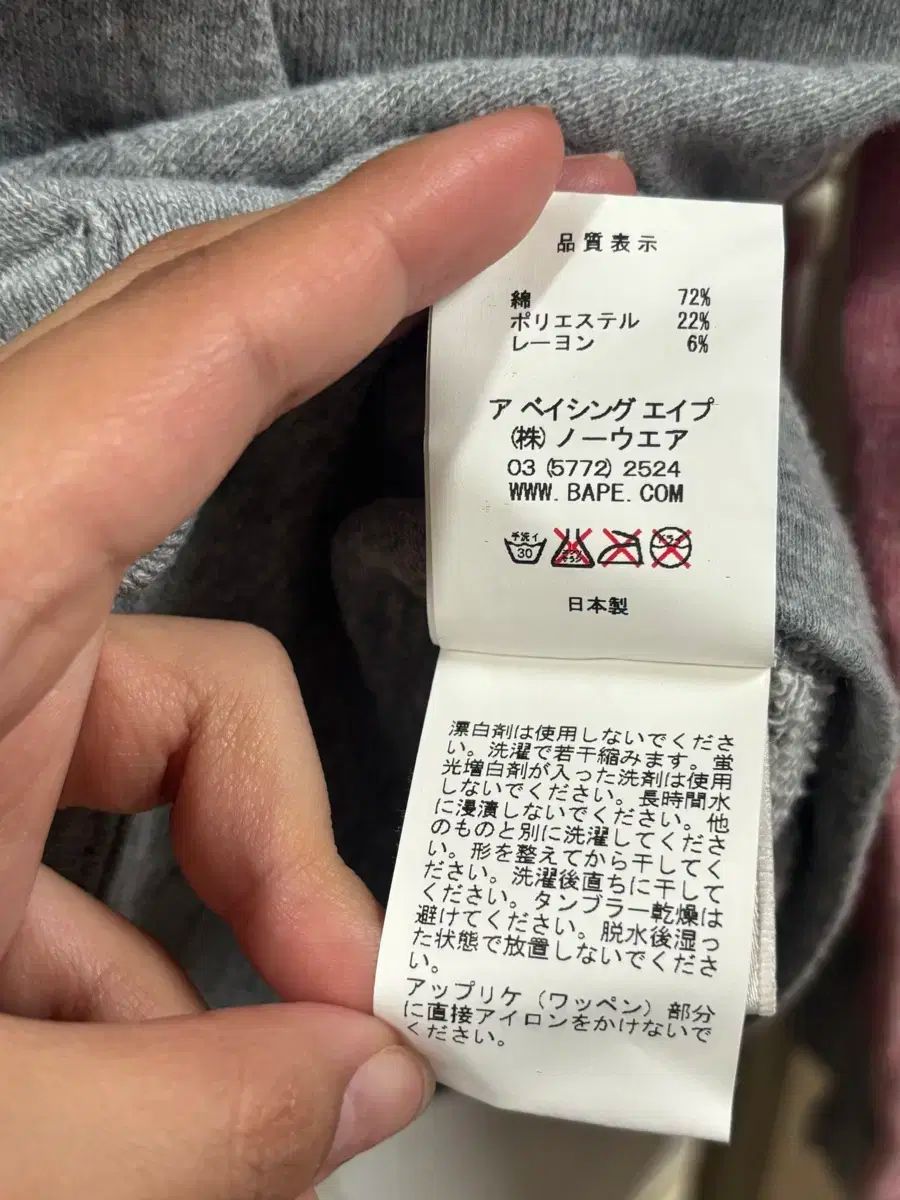 品質表示
綿 72%
ポリエステル 22%
レーヨン 6%
ア ベイシング エイプ
(株) ノーウエア
03 (5772) 2524
WWW. BAPE. COM
手洗イ
30
ドライ
日本製
漂白剤は使用しないでくださ
い。洗濯で若干縮みます。蛍
光増白剤が入った洗剤は使用
しないでください。長時間水
に浸漬しないでください。他
のものと別に洗濯してくださ
い。形を整えてから干してく
ださい。洗濯後直ちに干して
ください。タンブラー乾燥は
避けてください。脱水後湿っ
た状態で放置しないでくださ
い。
アップリケ（ワッペン）部分
に直接アイロンをかけないで
ください。